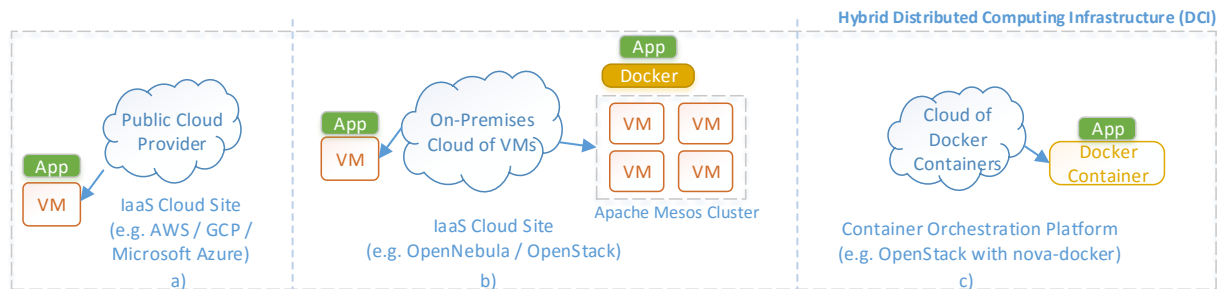 Hybrid Distributed Computing Infrastructure (DCI)
App
VM
Public Cloud
Provider
IaaS Cloud Site
(e.g. AWS / GCP /
Microsoft Azure)
a)
App
VM
On-Premises
Cloud of VMs
App
Docker
VM
VM
VM
VM
Apache Mesos Cluster
IaaS Cloud Site
(e.g. OpenNebula / OpenStack)
b)
Cloud of
Docker
Containers
App
Docker
Container
Container Orchestration Platform
(e.g. OpenStack with nova-docker)
c)